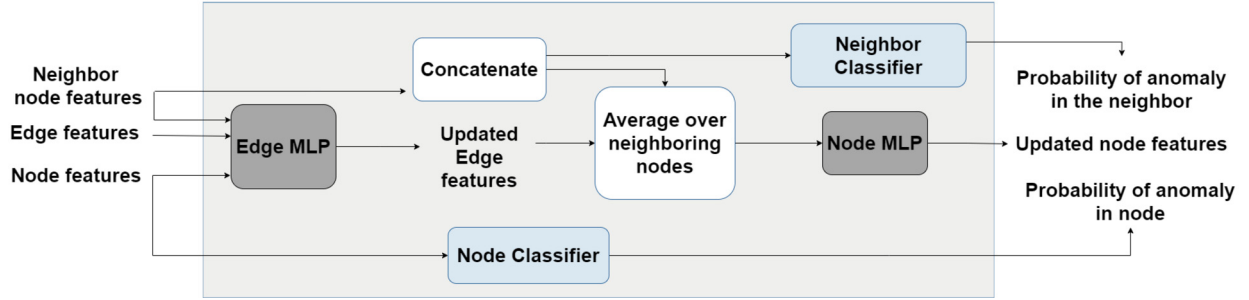 Neighbor
node features
Edge features
Node features
Edge MLP
Concatenate
Updated
Edge
features
Average over
neighboring
nodes
Neighbor
Classifier
Node MLP
Node Classifier
Probability of anomaly
in the neighbor
Updated node features
Probability of anomaly
in node